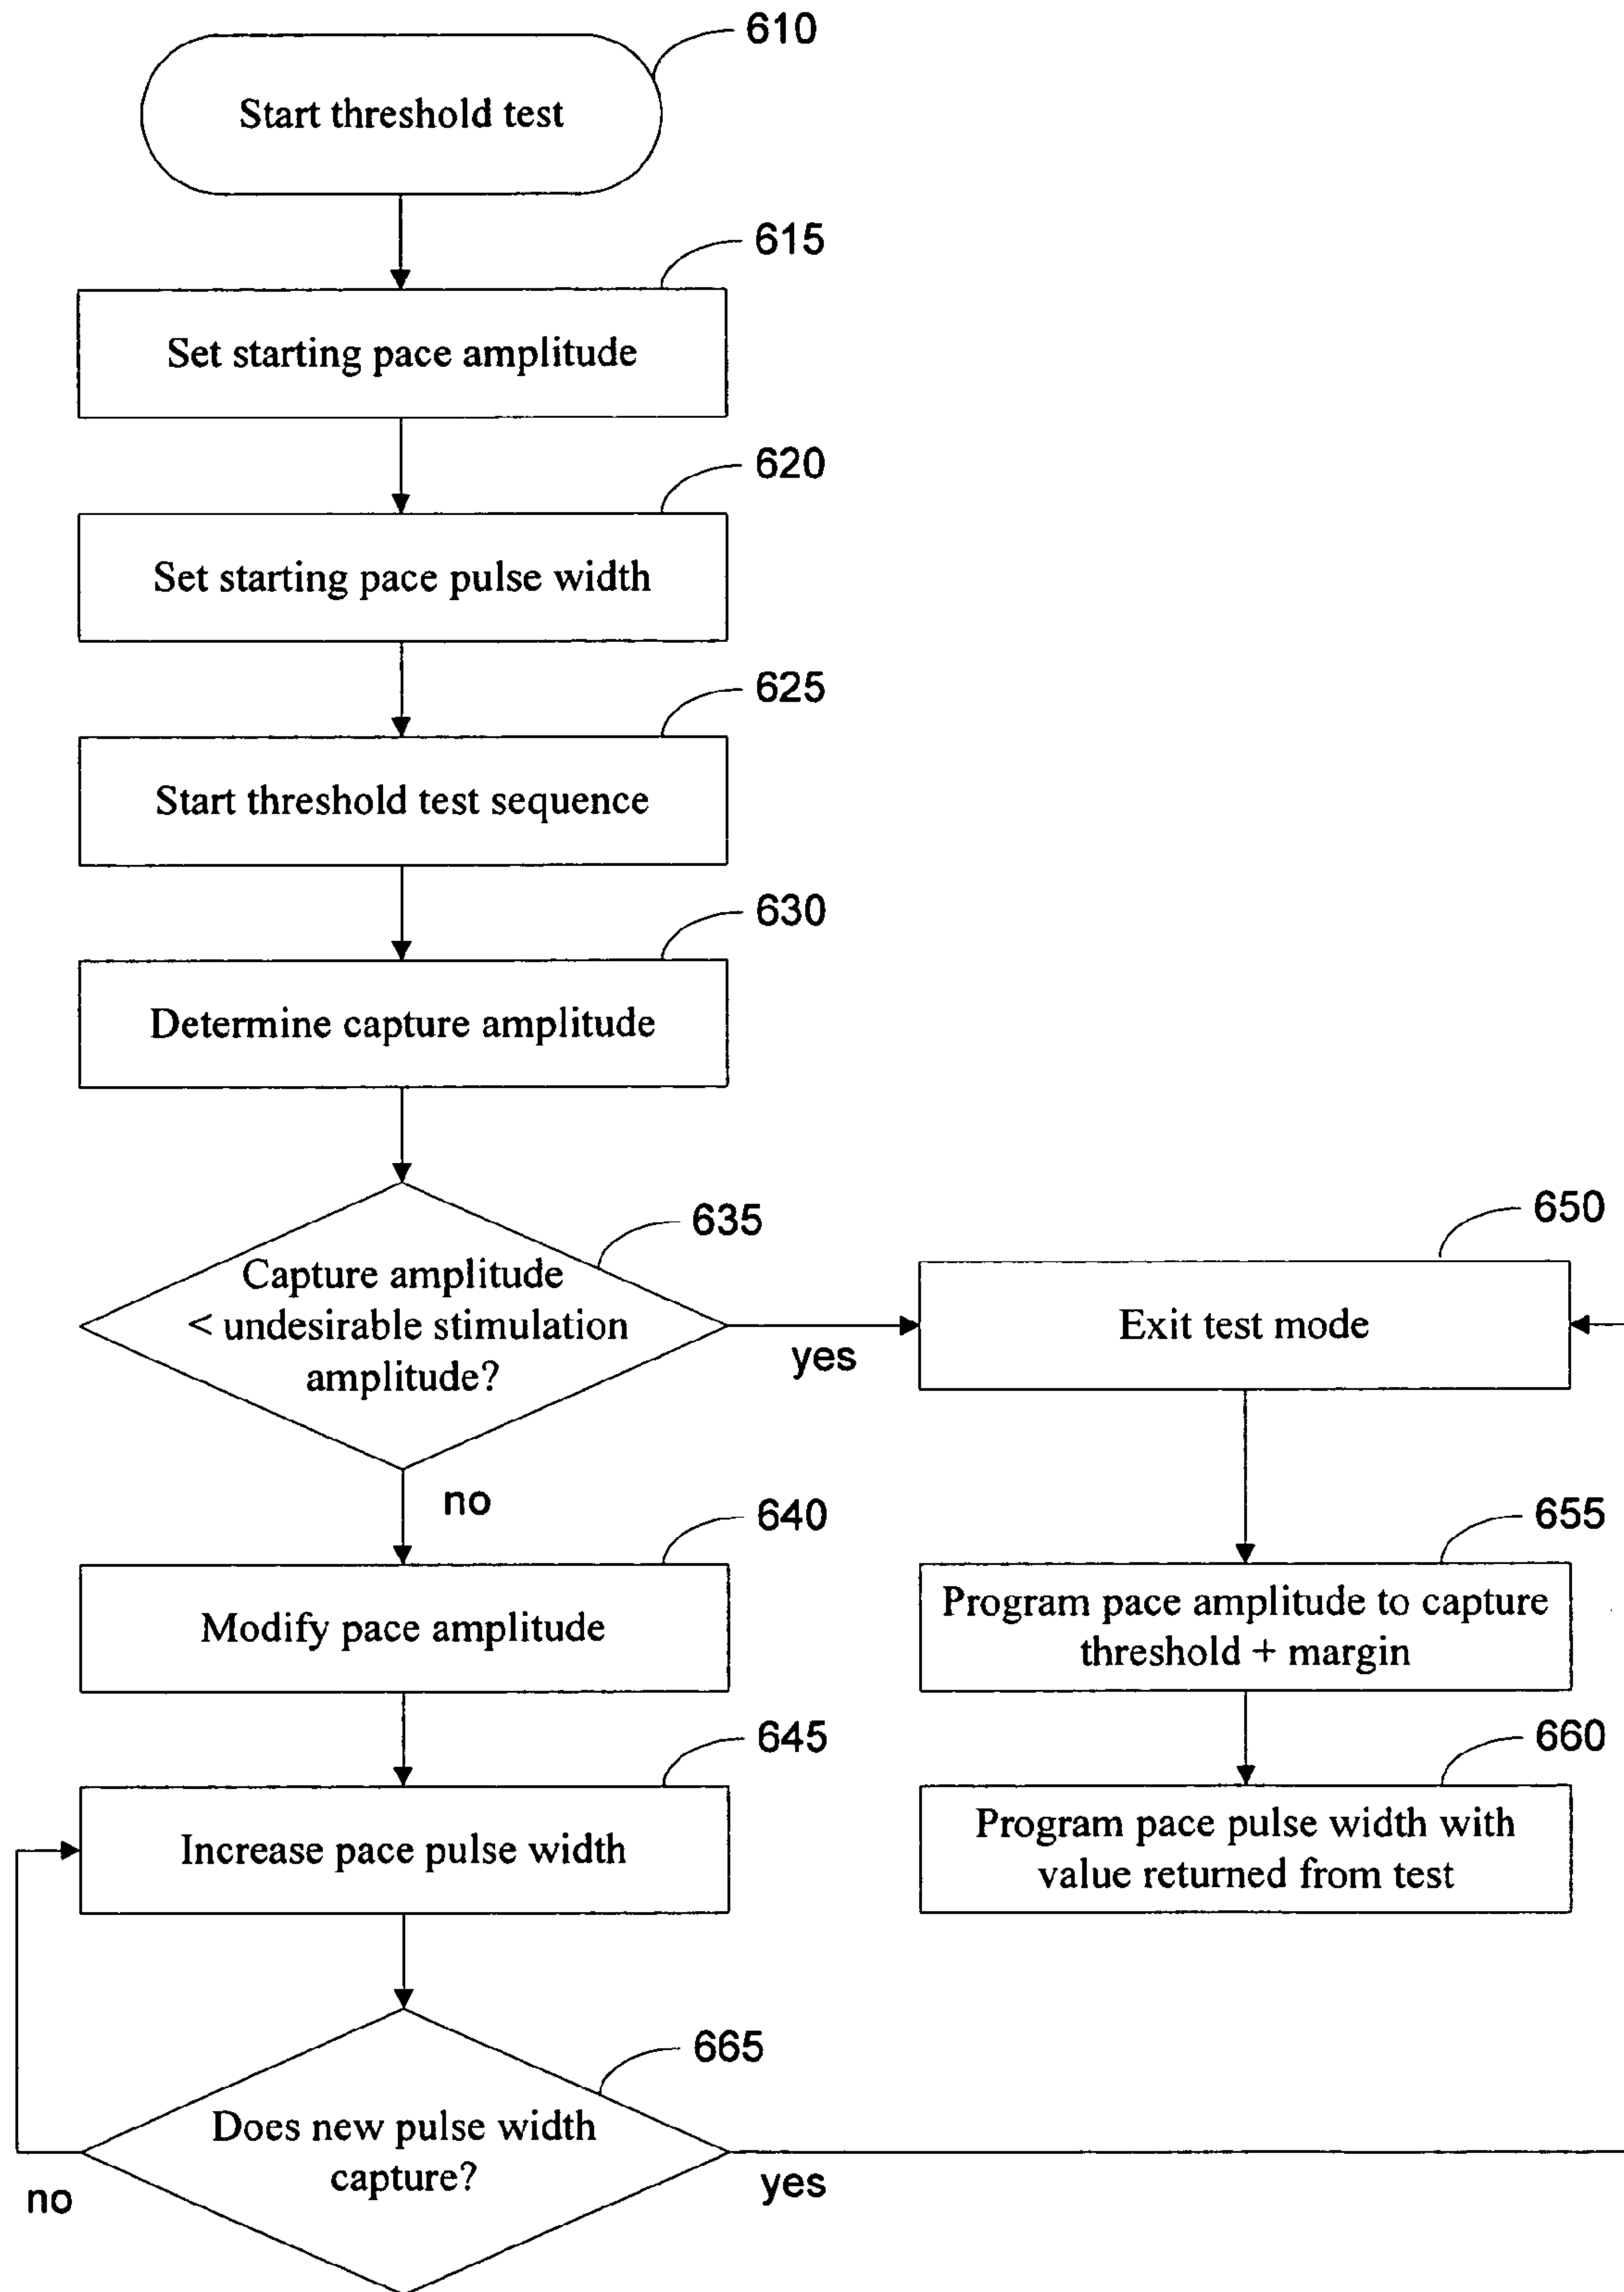 610
Start threshold test
615
Set starting pace amplitude
620
Set starting pace pulse width
625
Start threshold test sequence
630
Determine capture amplitude
635
Capture amplitude
< undesirable stimulation
amplitude?
yes
no
650
Exit test mode
640
Modify pace amplitude
655
Program pace amplitude to capture
threshold + margin
645
Increase pace pulse width
660
Program pace pulse width with
value returned from test
665
Does new pulse width
capture?
no
yes